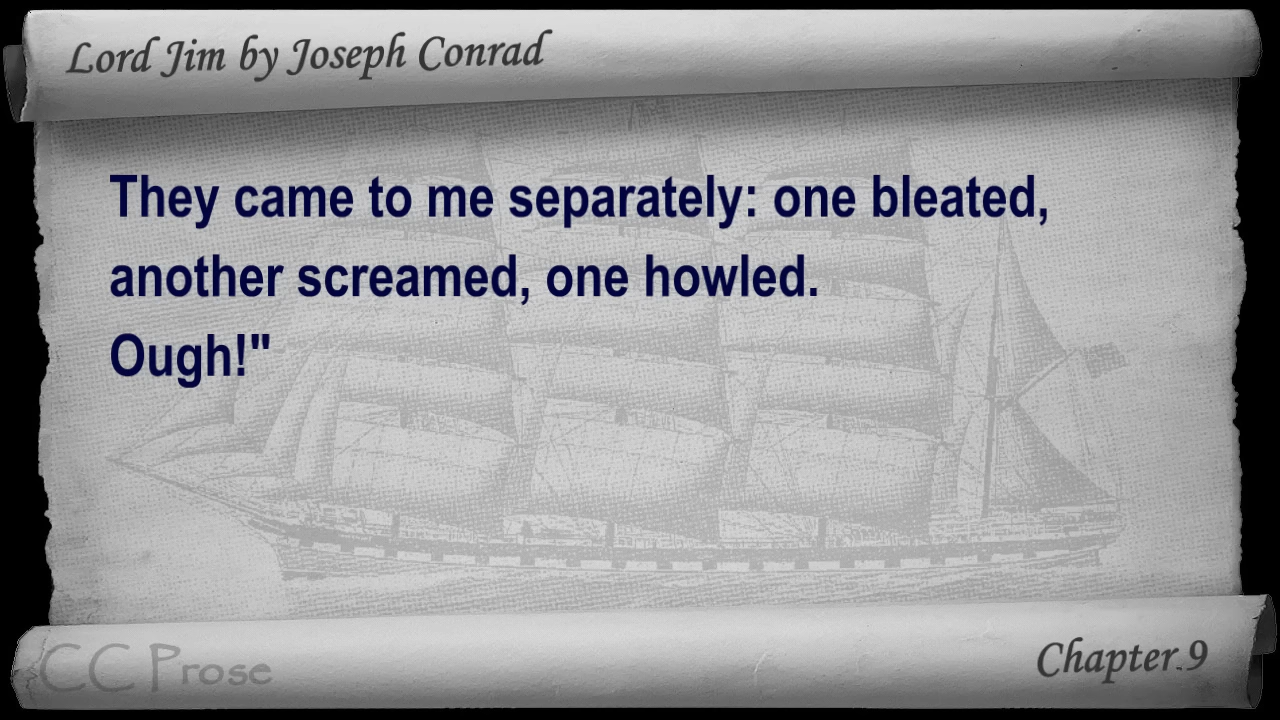 Lord Jim by Joseph Conrad
They came to me separately: one bleated,
another screamed, one howled.
Ough!"
CC Prose
Chapter 9